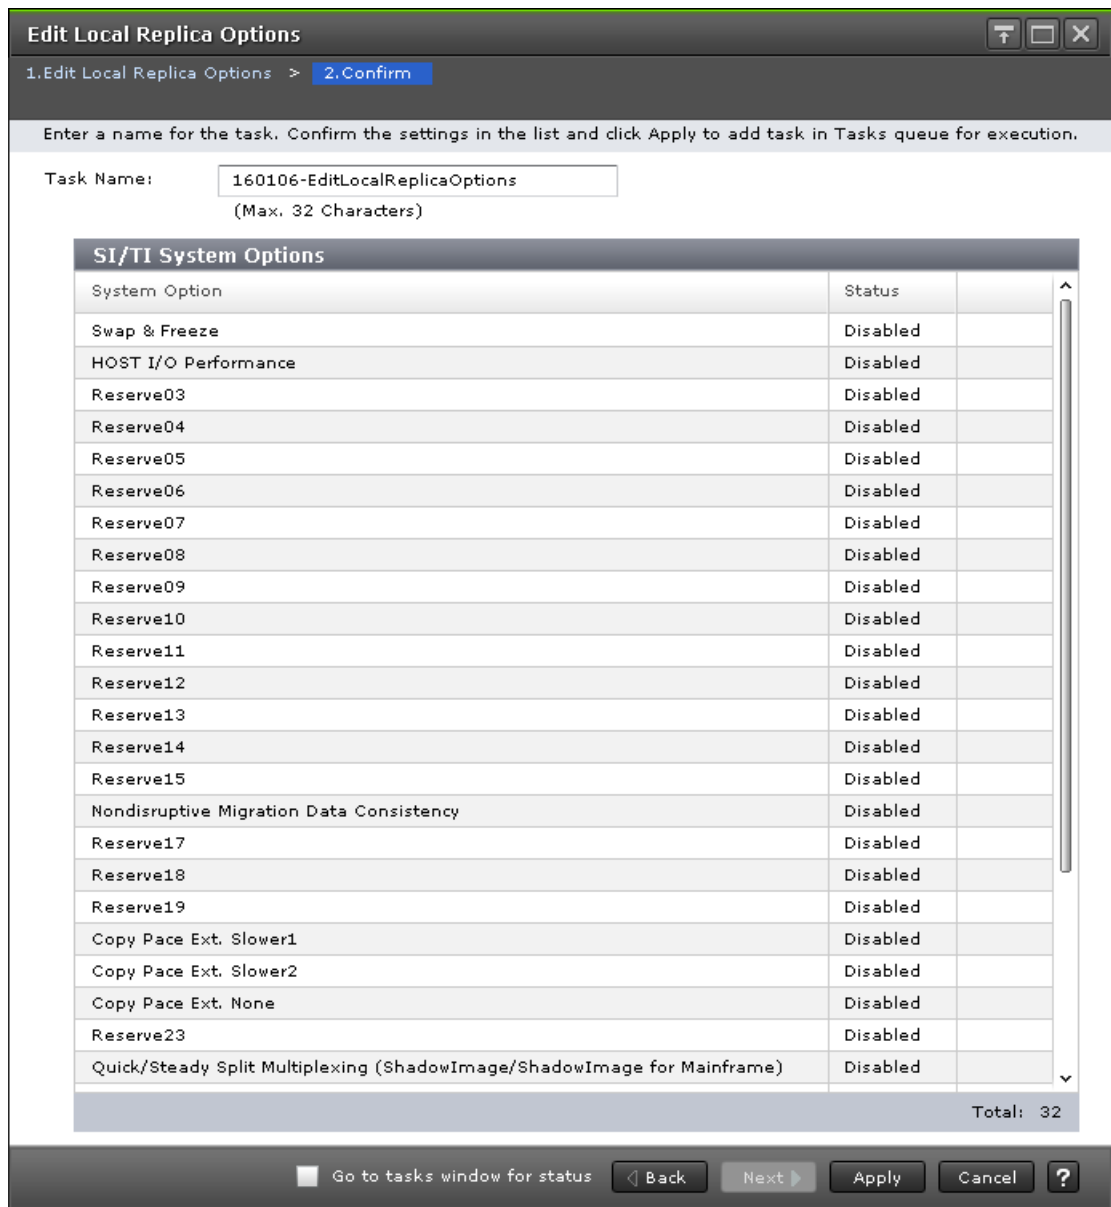 Edit Local Replica Options
1.Edit Local Replica Options > 2.Confirm
Enter a name for the task. Confirm the settings in the list and click Apply to add task in Tasks queue for execution.
Task Name: 160106-EditLocalReplicaOptions
(Max. 32 Characters)
SI/TI System Options
System Option Status
Swap & Freeze Disabled
HOST I/O Performance Disabled
Reserve03 Disabled
Reserve04 Disabled
Reserve05 Disabled
Reserve06 Disabled
Reserve07 Disabled
Reserve08 Disabled
Reserve09 Disabled
Reserve10 Disabled
Reserve11 Disabled
Reserve12 Disabled
Reserve13 Disabled
Reserve14 Disabled
Reserve15 Disabled
Nondisruptive Migration Data Consistency Disabled
Reserve17 Disabled
Reserve18 Disabled
Reserve19 Disabled
Copy Pace Ext. Slower1 Disabled
Copy Pace Ext. Slower2 Disabled
Copy Pace Ext. None Disabled
Reserve23 Disabled
Quick/Steady Split Multiplexing (ShadowImage/ShadowImage for Mainframe) Disabled
Total: 32
Go to tasks window for status Back Next Apply Cancel ?